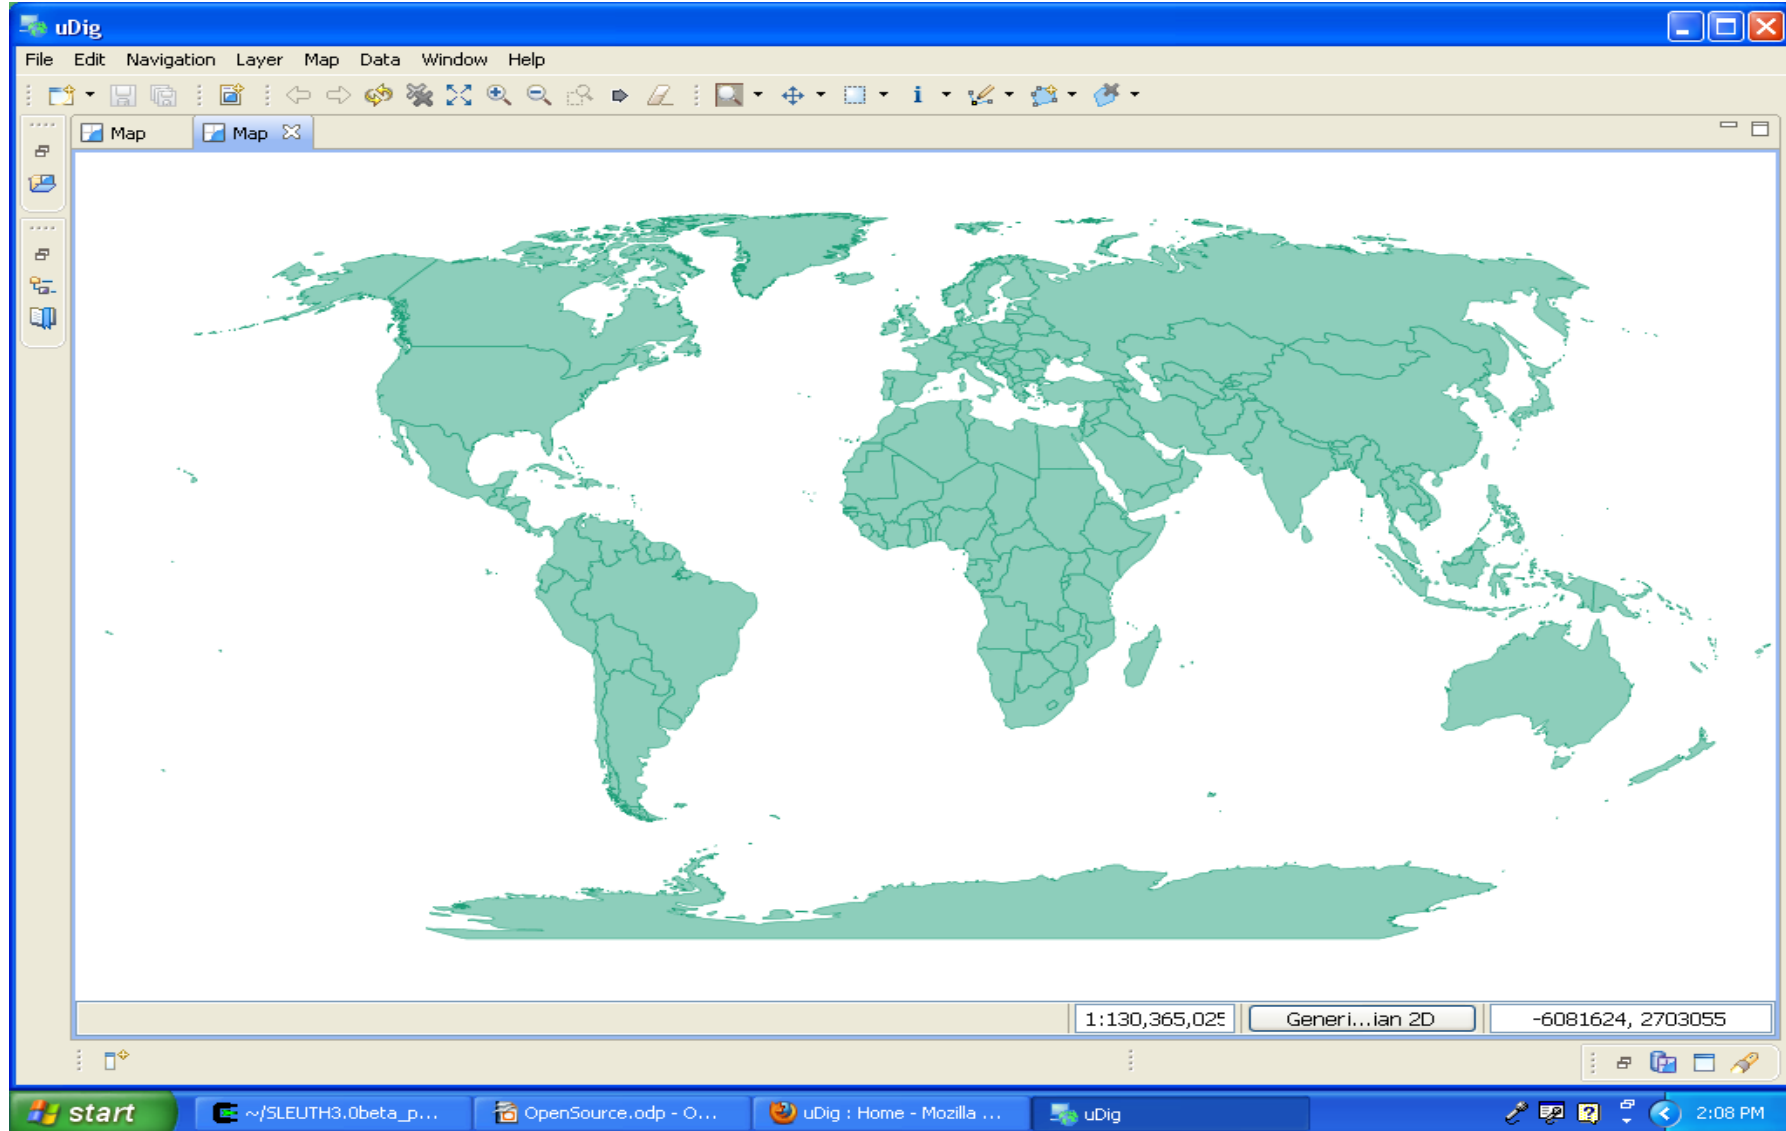 uDig
File Edit Navigation Layer Map Data Window Help
Map Map
1:130,365,025 Generi...ian 2D -6081624, 2703055
start ~/SLEUTH3.0beta_p... OpenSource.odp - O... uDig : Home - Mozilla ... uDig 2:08 PM